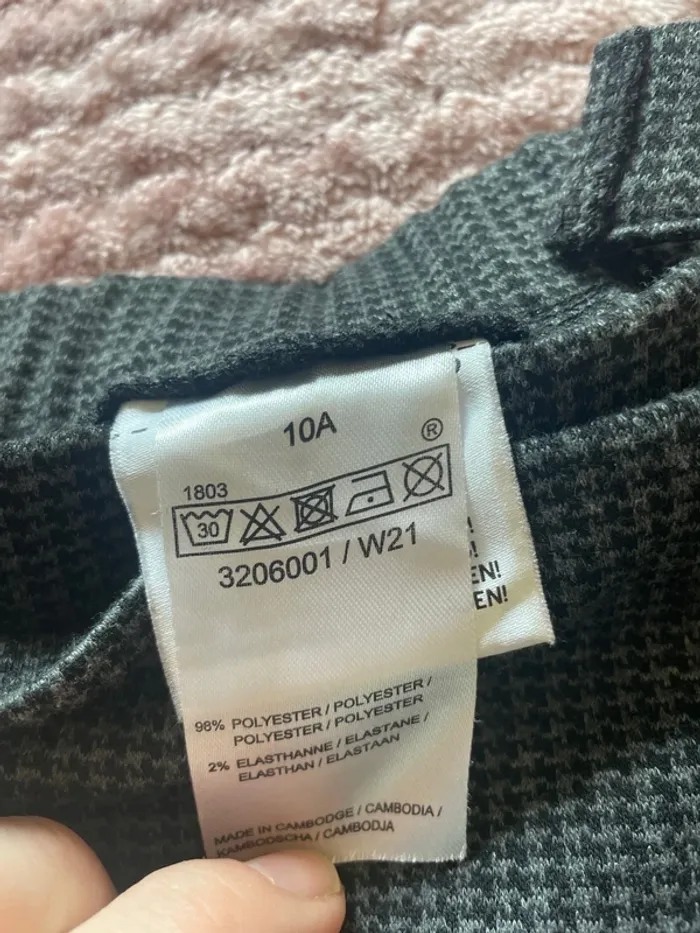 10A
®
1803
30
3206001 / W21
EN!
EN!
98% POLYESTER / POLYESTER /
POLYESTER / POLYESTER
2% ELASTHANNE / ELASTANE /
ELASTHAN / ELASTAAN
MADE IN CAMBODGE / CAMBODIA /
KAMBODSCHA / CAMBODJA